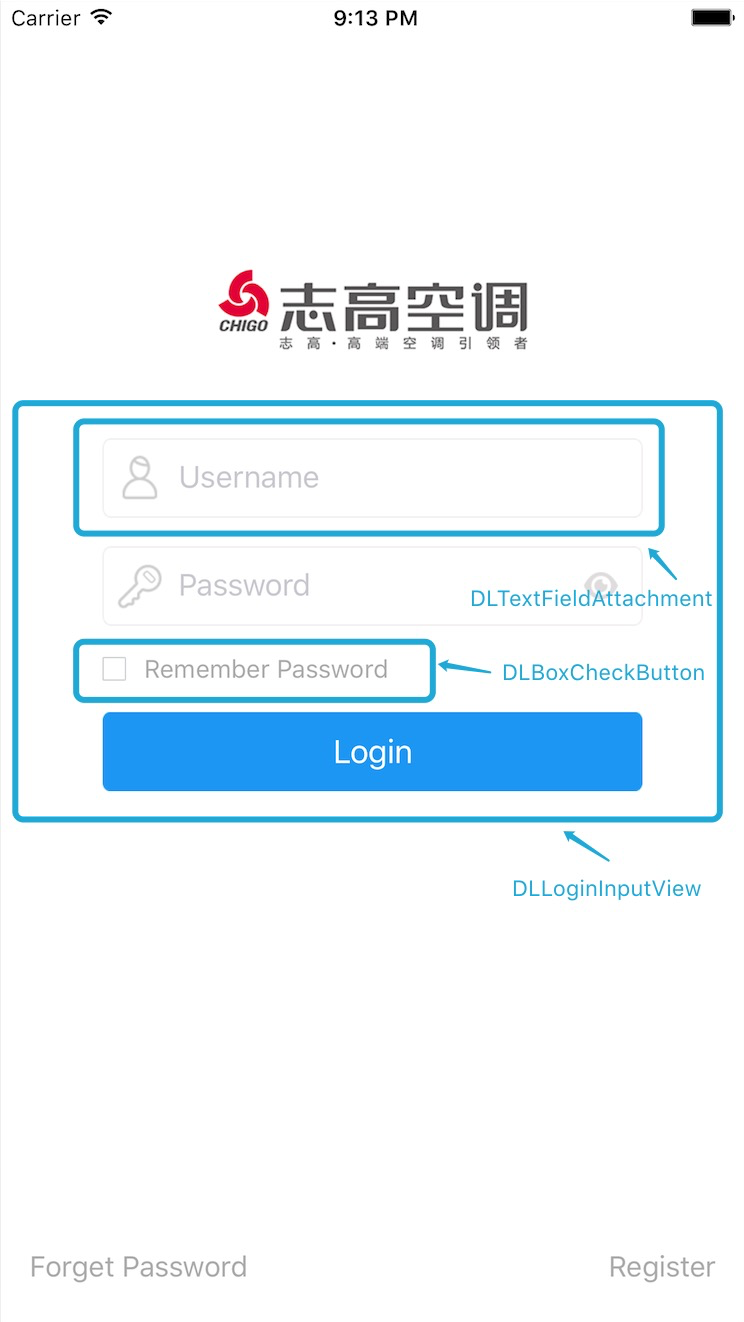 Carrier 9:13 PM
CHIGO 志高空调
志高·高端空调引领者
Username
Password
DLTextFieldAttachment
Remember Password
DLBoxCheckButton
Login
DLLoginInputView
Forget Password
Register